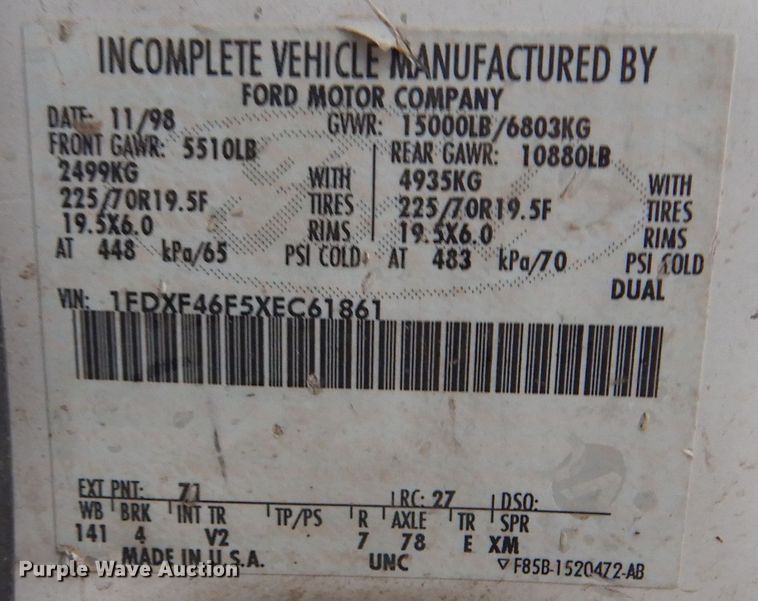 INCOMPLETE VEHICLE MANUFACTURED BY
FORD MOTOR COMPANY
DATE: 11/98 GVWR: 15000LB/6803KG
FRONT GAWR: 5510LB REAR GAWR: 10880LB
2499KG WITH 4935KG WITH
225/70R19.5F TIRES 225/70R19.5F TIRES
19.5X6.0 RIMS 19.5X6.0 RIMS
AT 448 kPa/65 PSI COLD AT 483 kPa/70 PSI COLD
DUAL
VIN: 1FDXF46F5XEC61861
EXT PNT: RC: 27 DSO:
WB BRK INT TR TP/PS R AXLE TR SPR
141 4 V2 7 78 E XM
MADE IN U.S.A. UNC F85B-1520472-AB
Purple Wave Auction